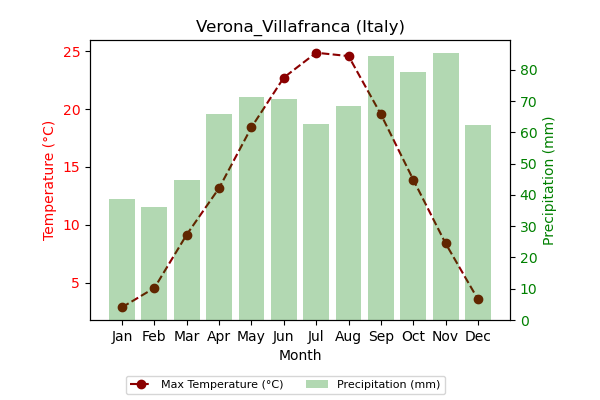 Verona_Villafranca (Italy)
25
20
15
10
5
Temperature (°C)
80
70
60
50
40
30
20
10
0
Precipitation (mm)
Jan Feb Mar Apr May Jun Jul Aug Sep Oct Nov Dec
Month
Max Temperature (°C) Precipitation (mm)